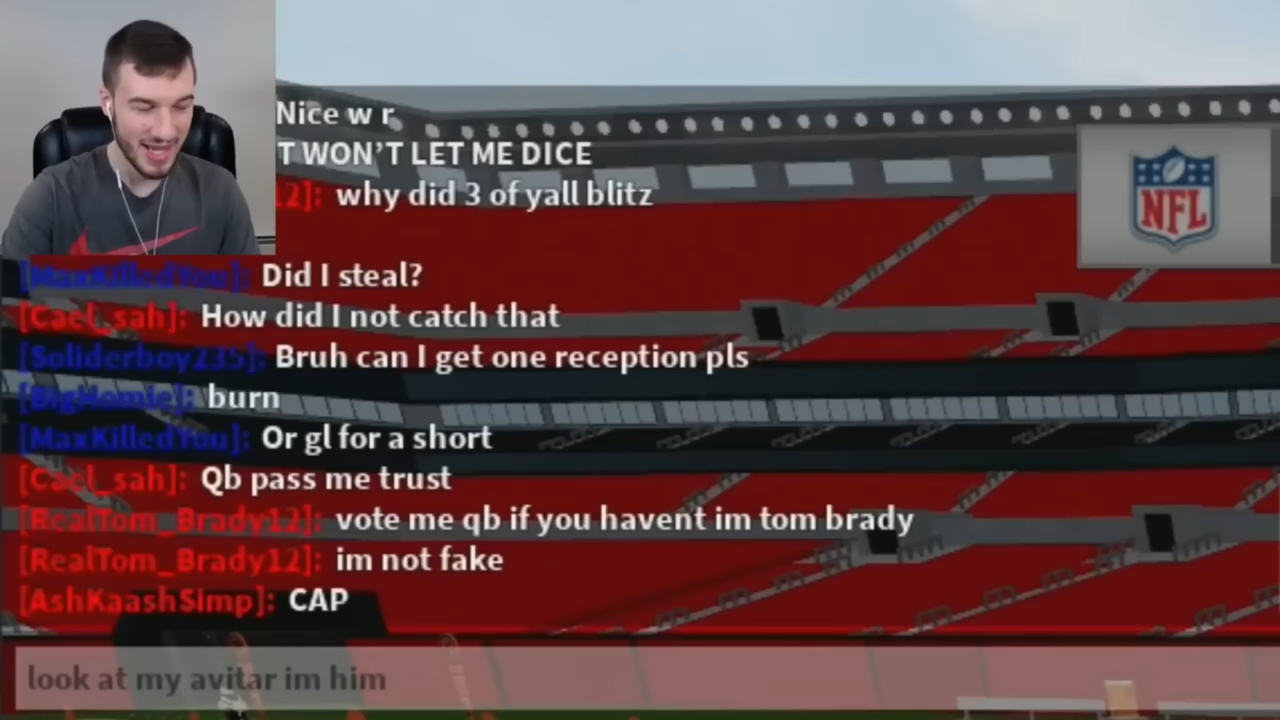 Nice w r
T WON'T LET ME DICE
12]: why did 3 of yall blitz
NFL
[MaxKilledYou]: Did I steal?
[Cael_sah]: How did I not catch that
[Soliderboy235]: Bruh can I get one reception pls
[BigHomie]: burn
[MaxKilledYou]: Or gl for a short
[Cael_sah]: Qb pass me trust
[RealTom_Brady12]: vote me qb if you havent im tom brady
[RealTom_Brady12]: im not fake
[AshKaashSimp]: CAP
look at my avitar im him